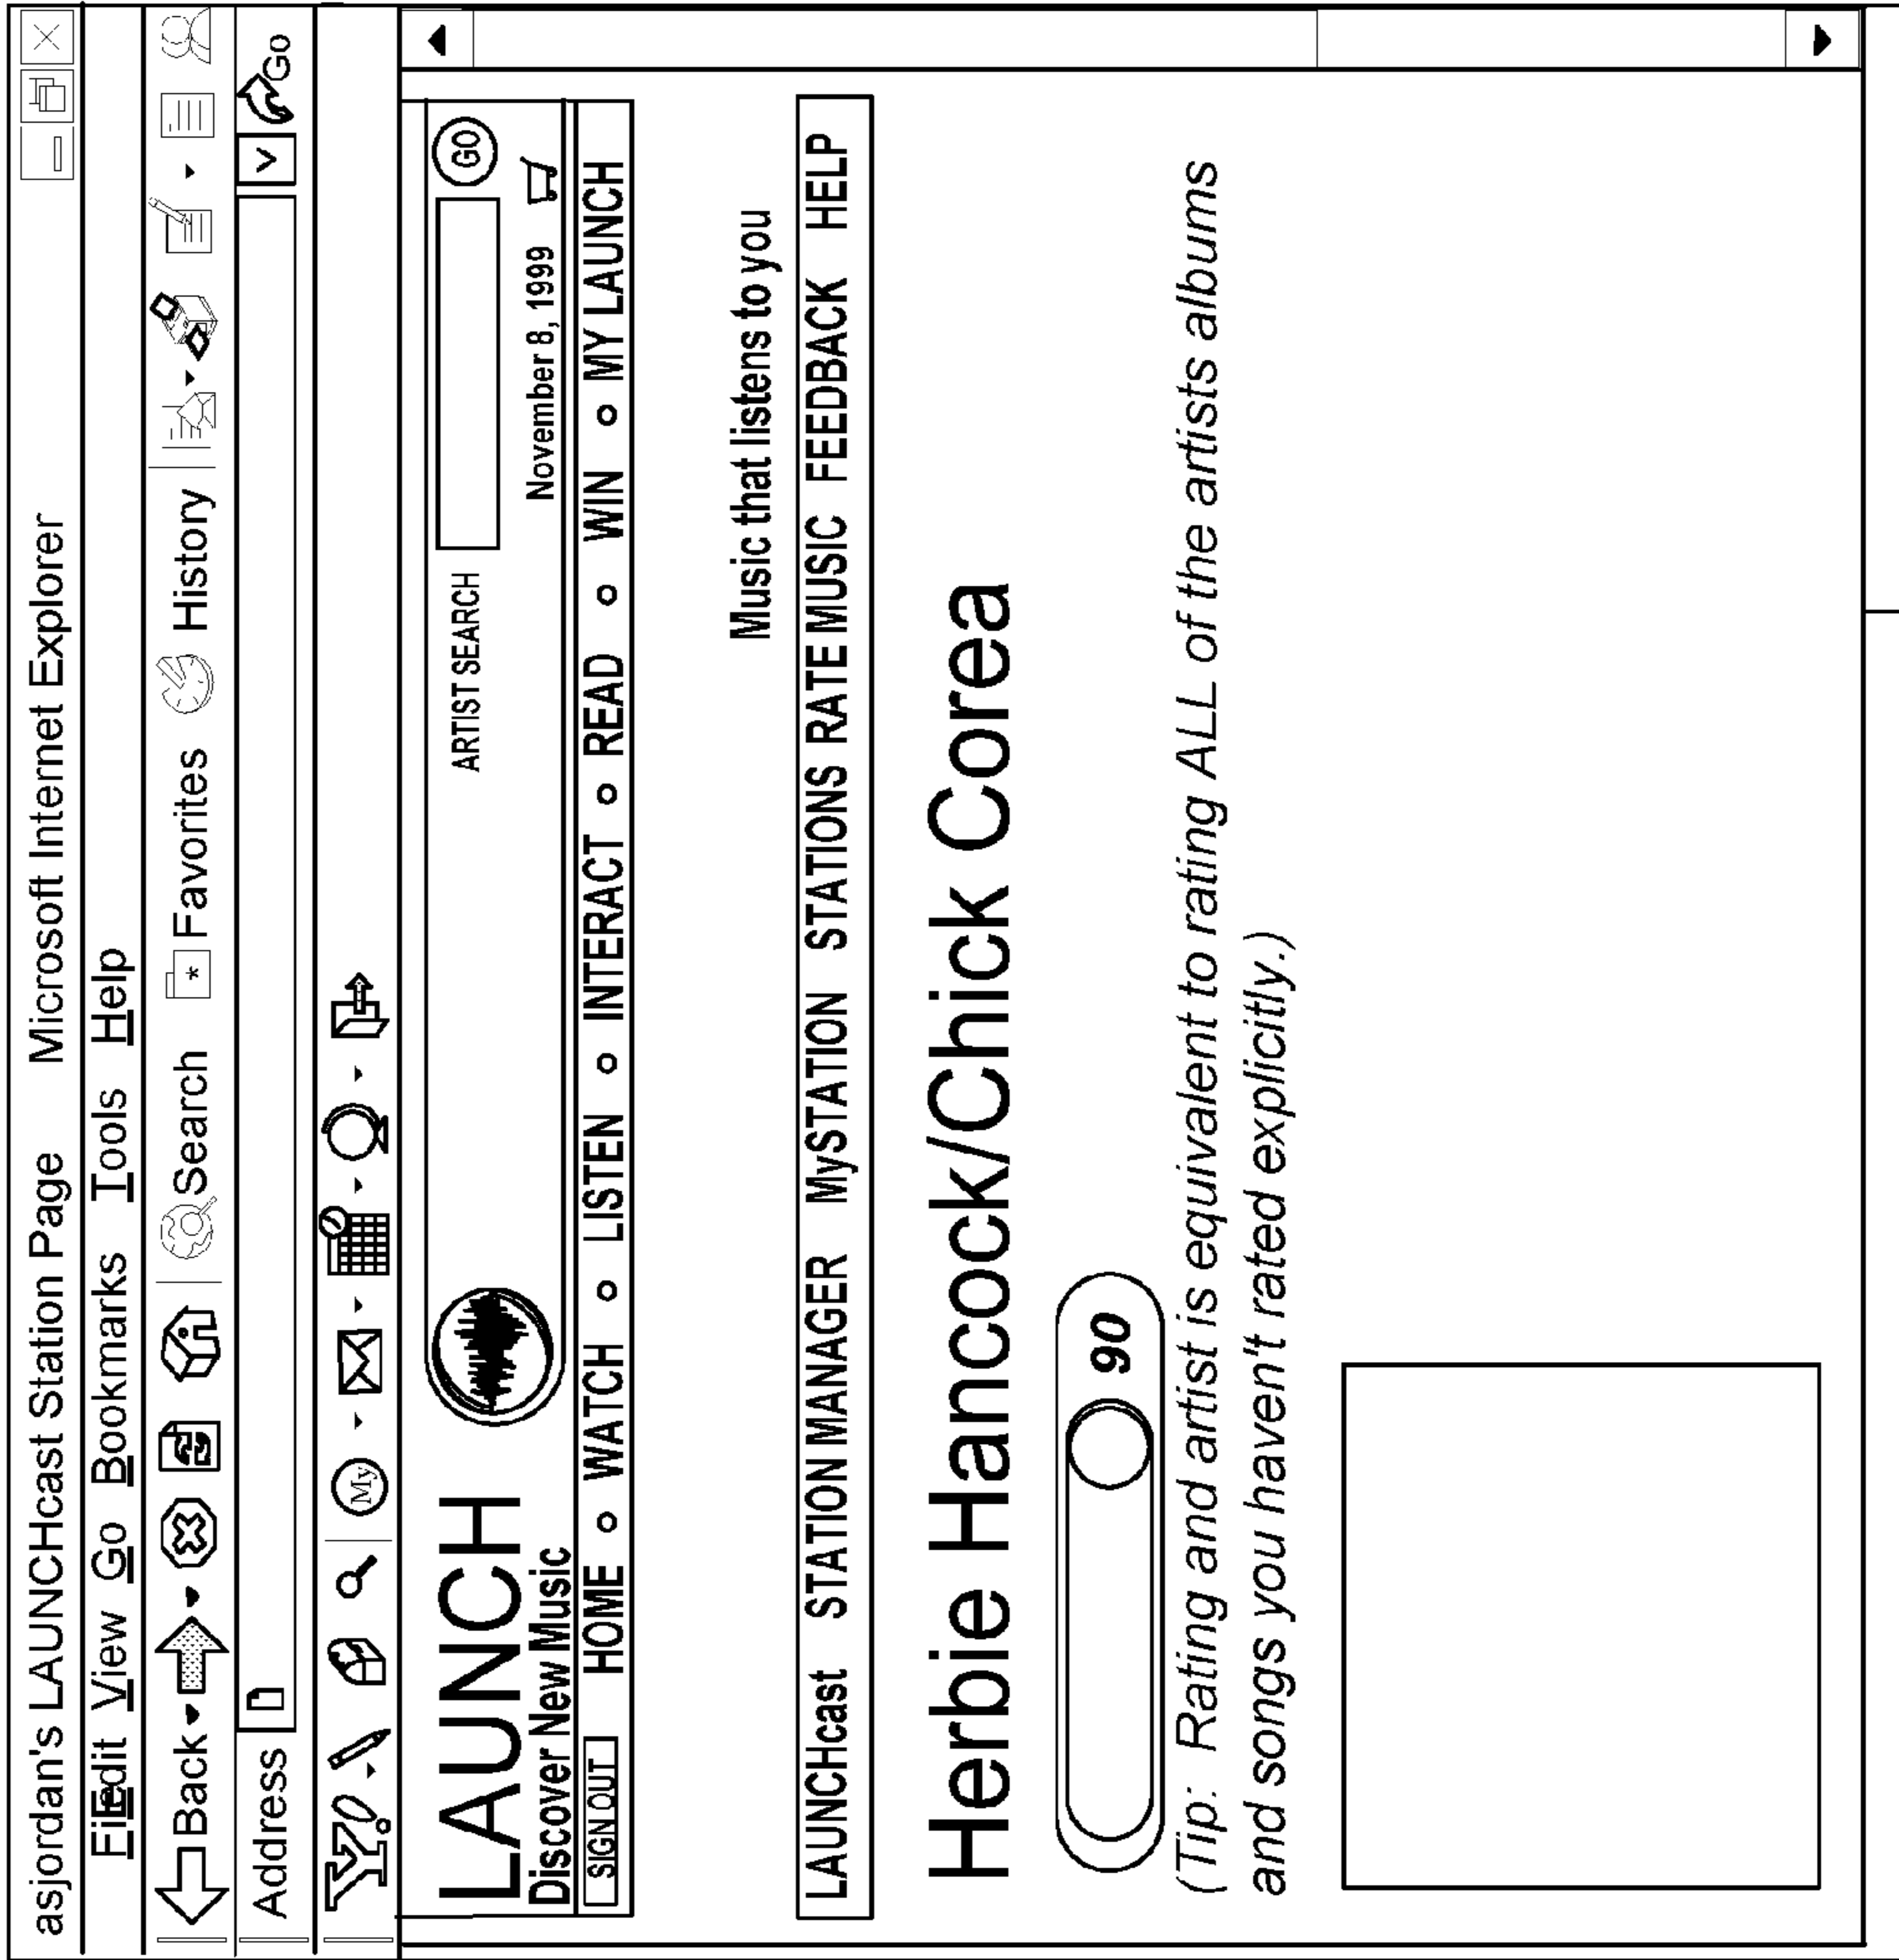 asjordan's LAUNCHcast Station Page Microsoft Internet Explorer
File Edit View Go Bookmarks Tools Help
Back Search * Favorites History
Address Go
Y! My
LAUNCH ARTIST SEARCH GO
Discover New Music November 8, 1999
SIGN OUT HOME WATCH LISTEN INTERACT READ WIN MY LAUNCH
Music that listens to you
LAUNCHcast STATION MANAGER MySTATION STATIONS RATE MUSIC FEEDBACK HELP
Herbie Hancock/Chick Corea
90
(Tip: Rating and artist is equivalent to rating ALL of the artists albums
and songs you haven't rated explicitly.)